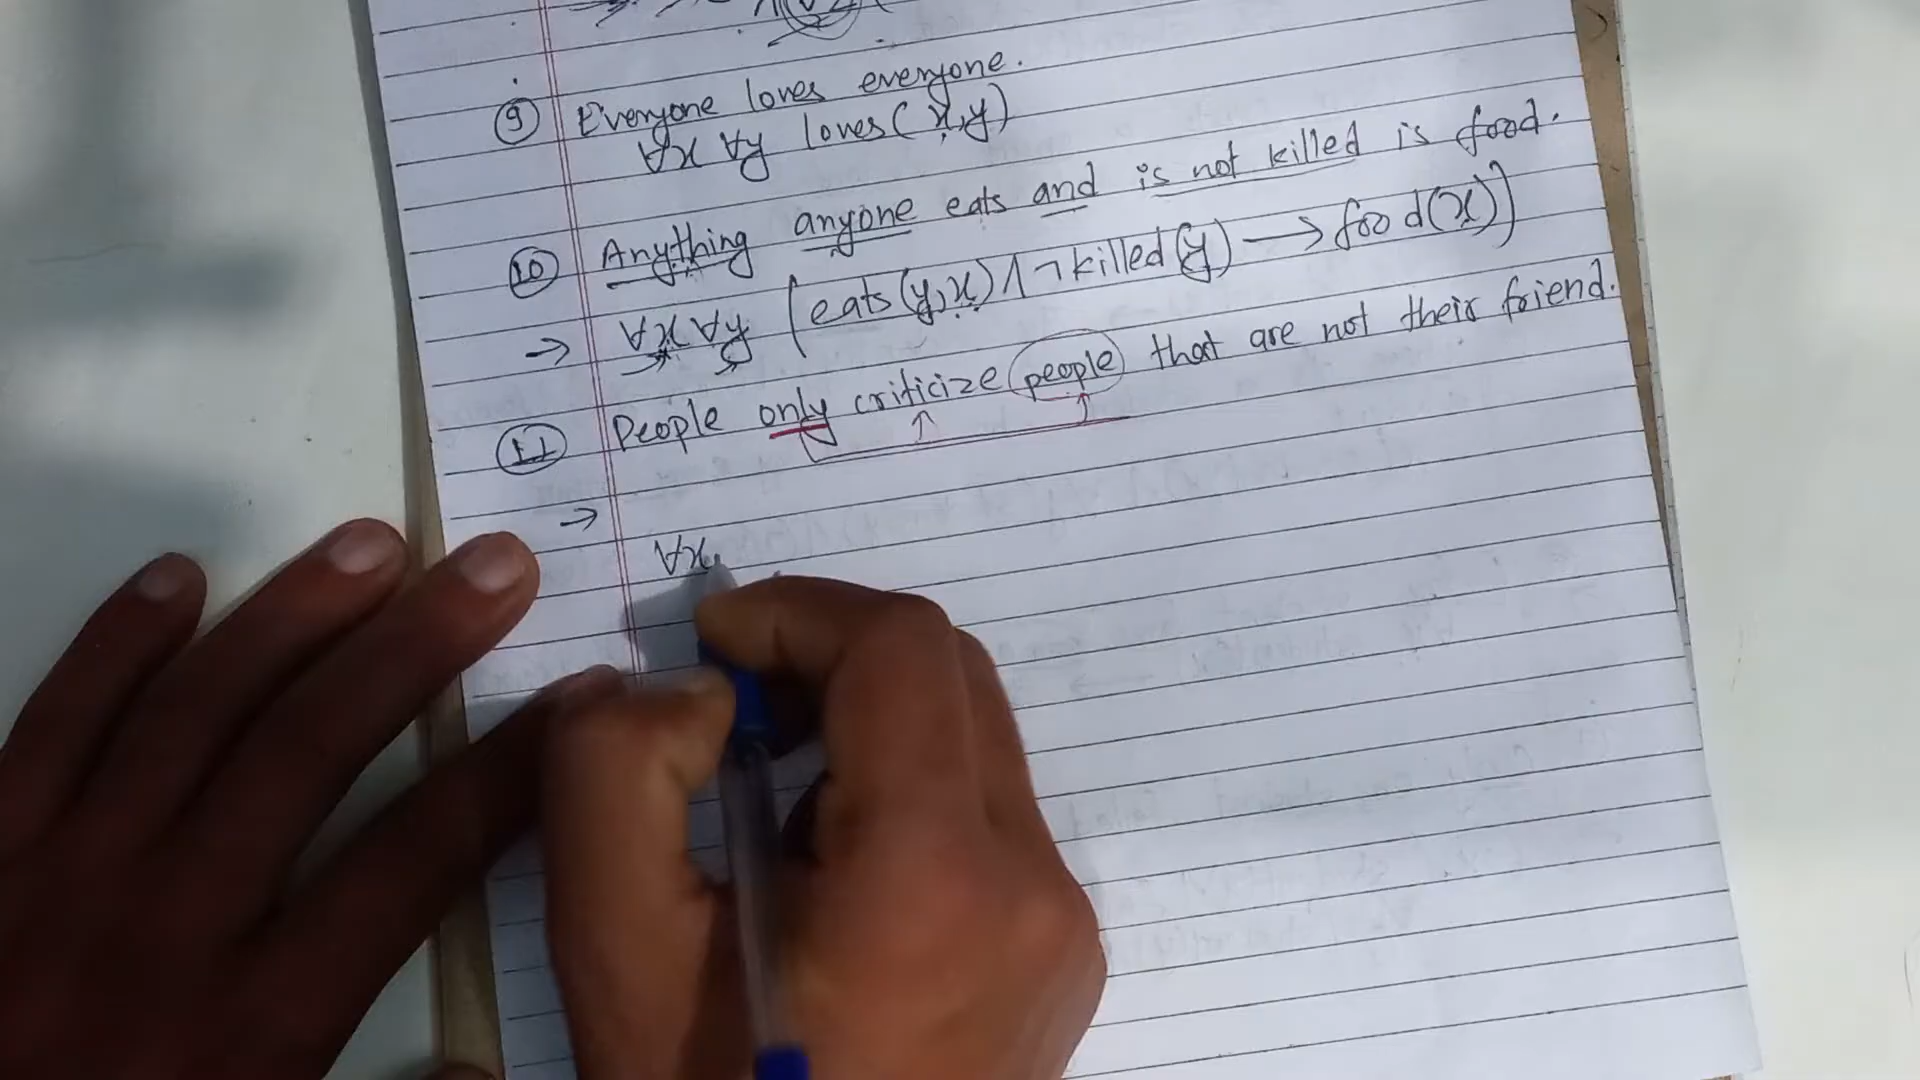 ⑨ Everyone loves everyone.
∀x ∀y loves(x,y)
⑩ Anything anyone eats and is not killed is food.
→ ∀x ∀y (eats(y,x) ∧ ¬killed(y) → food(x))
⑪ People only criticize people that are not their friend.
→
∀x